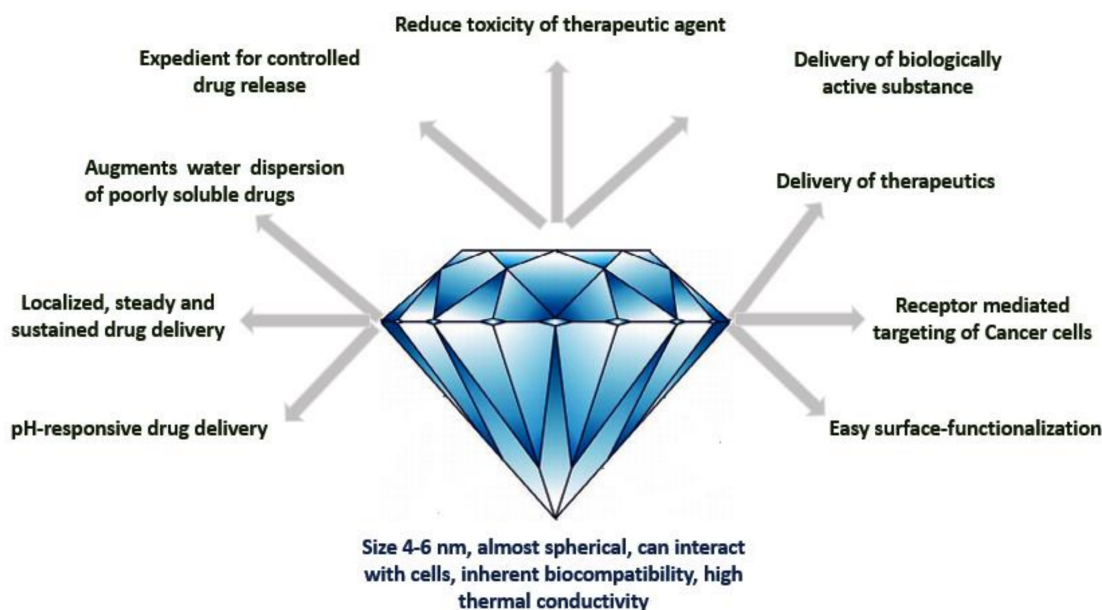 Reduce toxicity of therapeutic agent
Expedient for controlled
drug release
Delivery of biologically
active substance
Augments water dispersion
of poorly soluble drugs
Delivery of therapeutics
Localized, steady and
sustained drug delivery
Receptor mediated
targeting of Cancer cells
pH-responsive drug delivery
Easy surface-functionalization
Size 4-6 nm, almost spherical, can interact
with cells, inherent biocompatibility, high
thermal conductivity